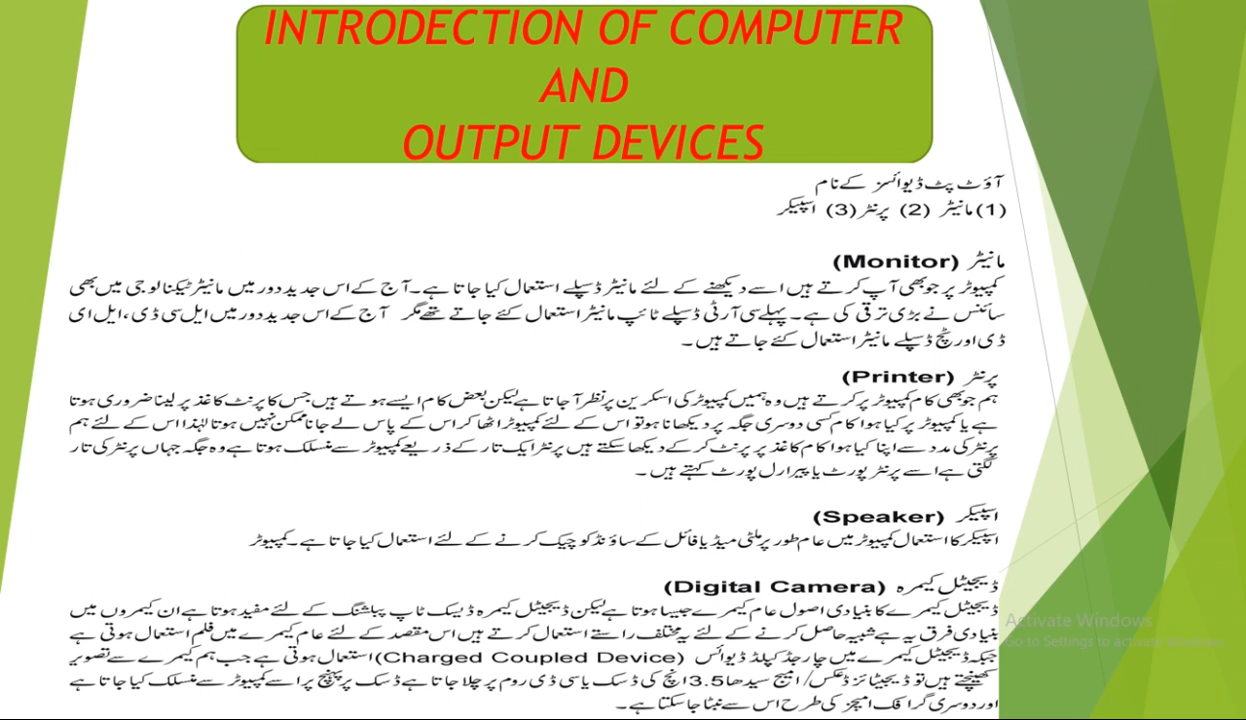 INTRODECTION OF COMPUTER
AND
OUTPUT DEVICES
آؤٹ پٹ ڈیوائسز کے نام
(1) مانیٹر (2) پرنٹر (3) اسپیکر
مانیٹر (Monitor)
کمپیوٹر پر جو بھی آپ کرتے ہیں اسے دیکھنے کے لئے مانیٹر ڈسپلے استعمال کیا جاتا ہے۔ آج کے اس جدید دور میں مانیٹر ٹیکنالوجی میں بھی
سائنس نے بڑی ترقی کی ہے۔ پہلے سی آر ٹی ڈسپلے ٹائپ مانیٹر استعمال کئے جاتے تھے مگر آج کے اس جدید دور میں ایل سی ڈی، ایل ای
ڈی اور ٹچ ڈسپلے مانیٹر استعمال کئے جاتے ہیں۔
پرنٹر (Printer)
ہم جو بھی کام کمپیوٹر پر کرتے ہیں وہ ہمیں کمپیوٹر کی اسکرین پر نظر آ جاتا ہے لیکن بعض کام ایسے ہوتے ہیں جس کا پرنٹ کاغذ پر لینا ضروری ہوتا
ہے یا کمپیوٹر پر کیا ہوا کام کسی دوسری جگہ پر دیکھانا ہو تو اس کے لئے کمپیوٹر اٹھا کر اس کے پاس لے جانا ممکن نہیں ہوتا لہٰذا اس کے لئے ہم
پرنٹر کی مدد سے اپنا کیا ہوا کام کاغذ پر پرنٹ کر کے دیکھا سکتے ہیں پرنٹر ایک تار کے ذریعے کمپیوٹر سے منسلک ہوتا ہے وہ جگہ جہاں پرنٹر کی تار
لگتی ہے اسے پرنٹر پورٹ یا پیرارل پورٹ کہتے ہیں۔
اسپیکر (Speaker)
اسپیکر کا استعمال کمپیوٹر میں عام طور پر ملٹی میڈیا فائل کے ساؤنڈ کو چیک کرنے کے لئے استعمال کیا جاتا ہے۔ کمپیوٹر
ڈیجیٹل کیمرہ (Digital Camera)
ڈیجیٹل کیمرے کا بنیادی اصول عام کیمرے جیسا ہوتا ہے لیکن ڈیجیٹل کیمرہ ڈیسک ٹاپ پبلشنگ کے لئے مفید ہوتا ہے ان کیمروں میں
بنیادی فرق یہ ہے شبیہ حاصل کرنے کے لئے یہ مختلف راستے استعمال کرتے ہیں اس مقصد کے لئے عام کیمرے میں فلم استعمال ہوتی ہے
جبکہ ڈیجیٹل کیمرے میں چارجڈ کپلڈ ڈیوائس (Charged Coupled Device) استعمال ہوتی ہے جب ہم کیمرے سے تصویر
کھینچتے ہیں تو ڈیجیٹائزڈ عکس/ امیج سیدھا 3.5 انچ کی ڈسک یا سی ڈی روم پر چلا جاتا ہے ڈسک پر پہنچ پر اسے کمپیوٹر سے منسلک کیا جاتا ہے
اور دوسری گرافک امیجز کی طرح اس سے نبٹا جا سکتا ہے۔
Activate Windows
Go to Settings to activate Windows.